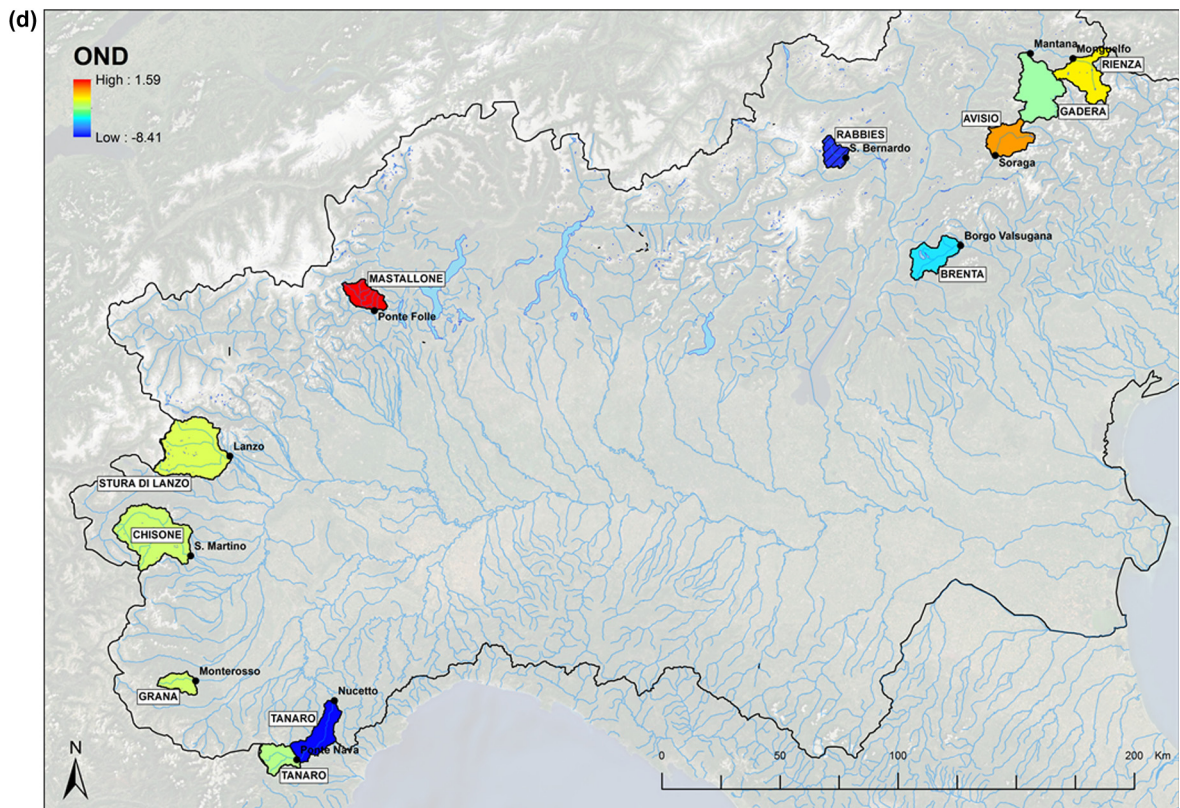 (d)
OND
High : 1.59
Low : -8.41
Mantana
Monguelfo
RIENZA
GADERA
AVISIO
Soraga
RABBIES
S. Bernardo
Borgo Valsugana
BRENTA
MASTALLONE
Ponte Folle
Lanzo
STURA DI LANZO
CHISONE
S. Martino
Monterosso
GRANA
Nucetto
TANARO
Ponte Nava
TANARO
N
0 100 200 Km